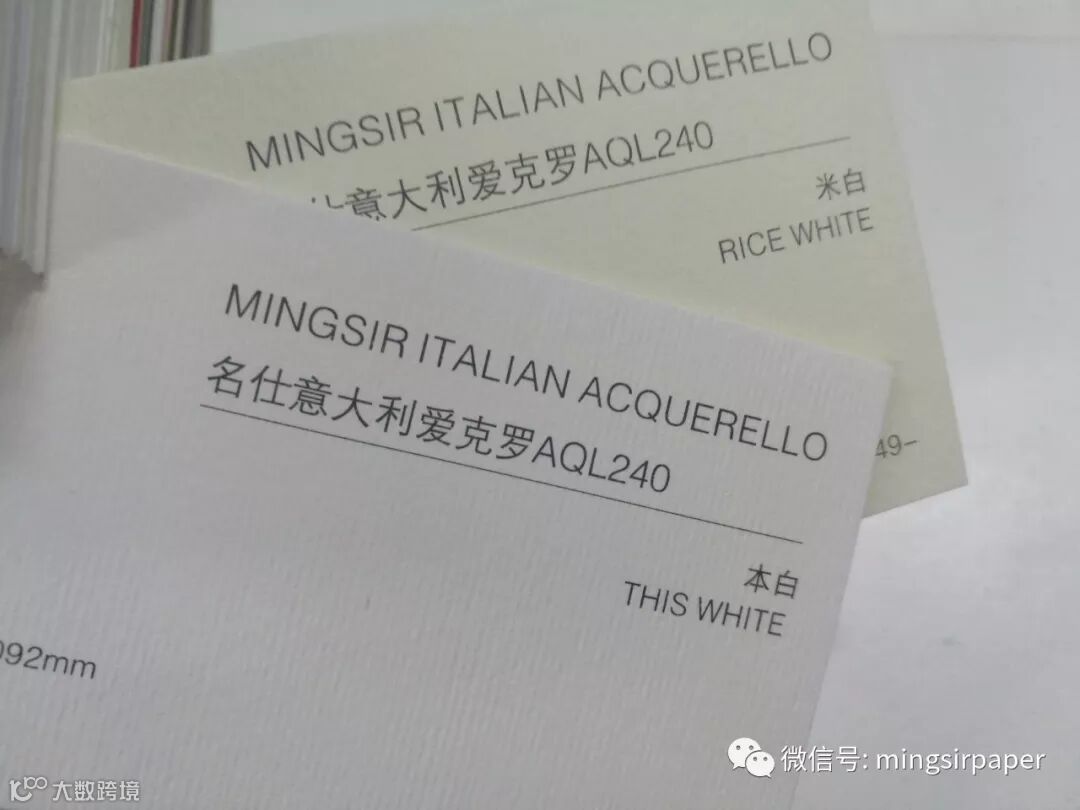 MINGSIR ITALIAN ACQUERELLO
意大利爱克罗AQL240
米白
RICE WHITE
49-
MINGSIR ITALIAN ACQUERELLO
名仕意大利爱克罗AQL240
本白
THIS WHITE
092mm
微信号: mingsirpaper
大数跨境